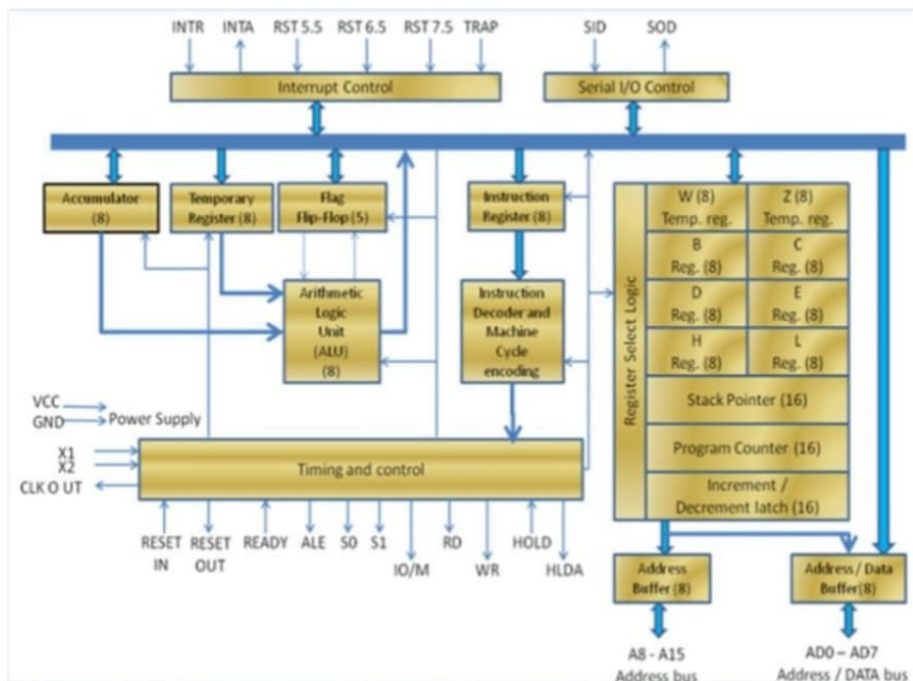 INTR INTA RST 5.5 RST 6.5 RST 7.5 TRAP SID SOD
Interrupt Control
Serial I/O Control
Accumulator
(8)
Temporary
Register (8)
Flag
Flip-Flop (5)
Instruction
Register (8)
Arithmetic
Logic
Unit
(ALU)
(8)
Instruction
Decoder and
Machine
Cycle
encoding
Register Select Logic
W (8)
Temp. reg.
Z (8)
Temp. reg.
B
Reg. (8)
C
Reg. (8)
D
Reg. (8)
E
Reg. (8)
H
Reg. (8)
L
Reg. (8)
Stack Pointer (16)
Program Counter (16)
Increment /
Decrement latch (16)
VCC
GND
Power Supply
X1
X2
CLK O UT
Timing and control
RESET
IN
RESET
OUT
READY
ALE
S0
S1
IO/M
RD
WR
HOLD
HLDA
Address
Buffer (8)
Address / Data
Buffer(8)
A8 - A15
Address bus
AD0 – AD7
Address / DATA bus